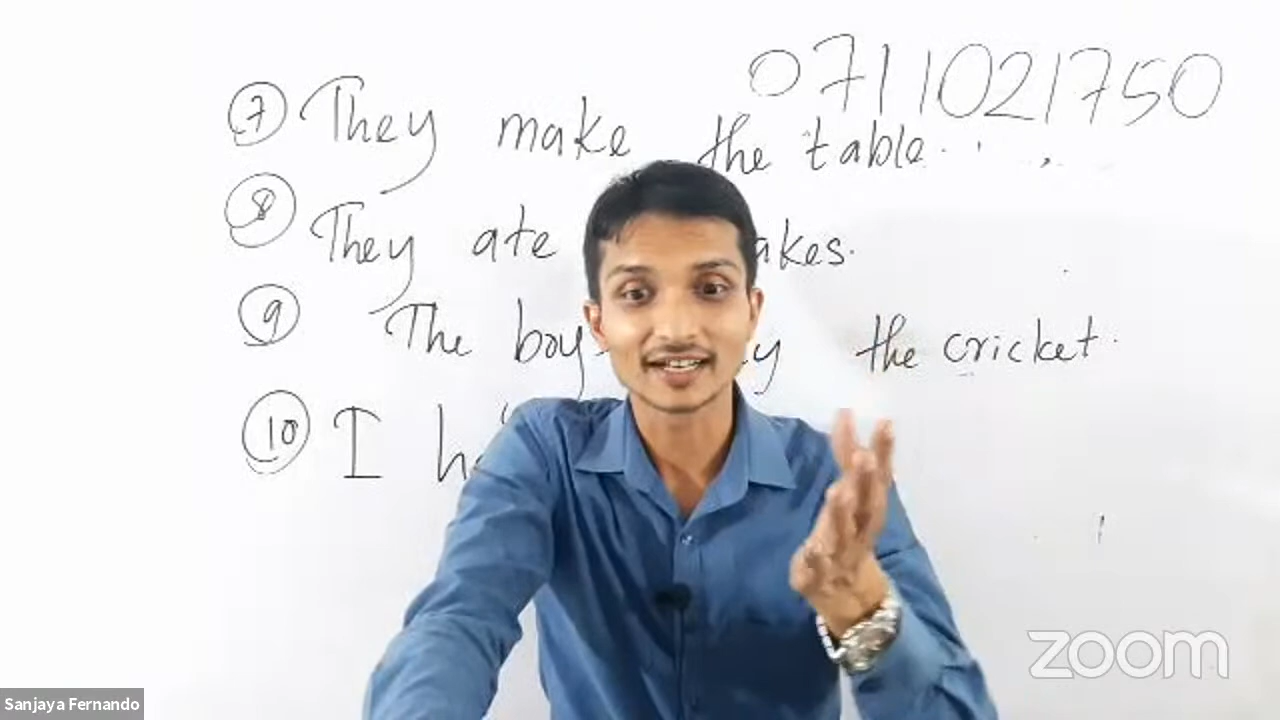 0711021750
7 They make the table.
8 They ate akes.
9 The boy y the cricket.
10 I
zoom
Sanjaya Fernando